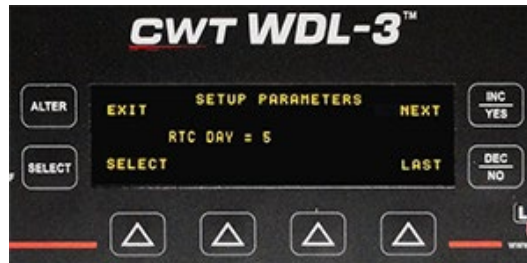 CWT WDL-3™
ALTER
EXIT
SETUP PARAMETERS
NEXT
INC
YES
RTC DAY = 5
SELECT
SELECT
LAST
DEC
NO